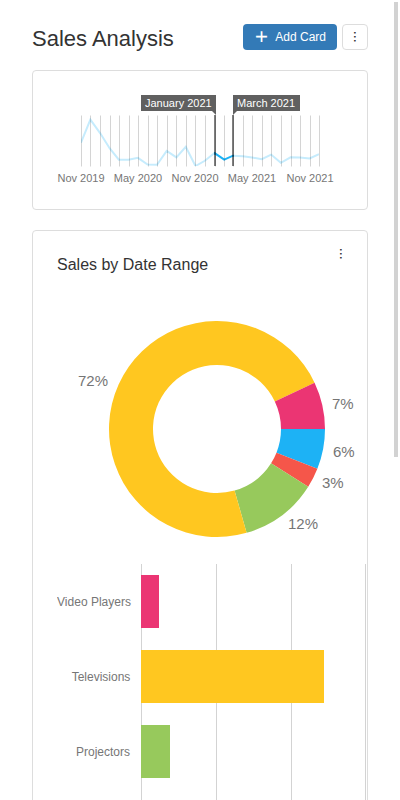 Sales Analysis
Add Card
January 2021
March 2021
Nov 2019
May 2020
Nov 2020
May 2021
Nov 2021
Sales by Date Range
72%
7%
6%
3%
12%
Video Players
Televisions
Projectors